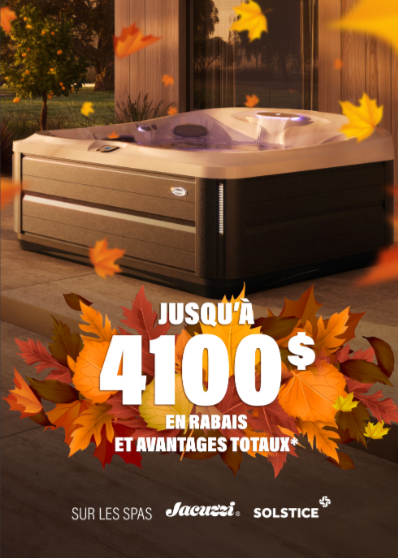 JUSQU'À
4100$
EN RABAIS
ET AVANTAGES TOTAUX*
SUR LES SPAS Jacuzzi® SOLSTICE